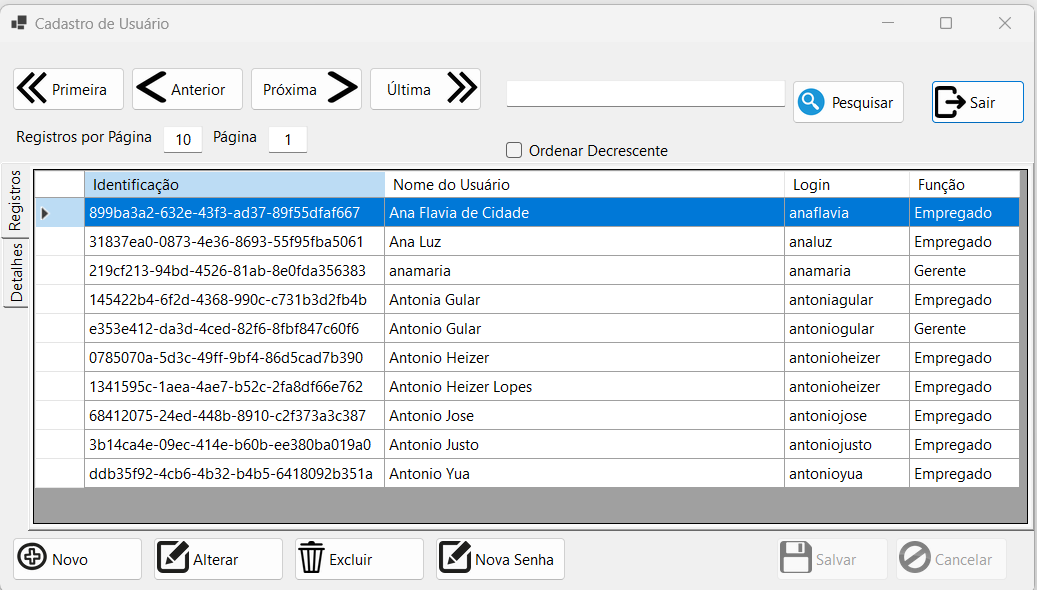 Cadastro de Usuário
Primeira Anterior Próxima Última Pesquisar Sair
Registros por Página 10 Página 1
Ordenar Decrescente
Registros
Detalhes
Identificação Nome do Usuário Login Função
899ba3a2-632e-43f3-ad37-89f55dfaf667 Ana Flavia de Cidade anaflavia Empregado
31837ea0-0873-4e36-8693-55f95fba5061 Ana Luz analuz Empregado
219cf213-94bd-4526-81ab-8e0fda356383 anamaria anamaria Gerente
145422b4-6f2d-4368-990c-c731b3d2fb4b Antonia Gular antoniagular Empregado
e353e412-da3d-4ced-82f6-8fbf847c60f6 Antonio Gular antoniogular Gerente
0785070a-5d3c-49ff-9bf4-86d5cad7b390 Antonio Heizer antonioheizer Empregado
1341595c-1aea-4ae7-b52c-2fa8df66e762 Antonio Heizer Lopes antonioheizer Empregado
68412075-24ed-448b-8910-c2f373a3c387 Antonio Jose antoniojose Empregado
3b14ca4e-09ec-414e-b60b-ee380ba019a0 Antonio Justo antoniojusto Empregado
ddb35f92-4cb6-4b32-b4b5-6418092b351a Antonio Yua antonioyua Empregado
Novo Alterar Excluir Nova Senha Salvar Cancelar